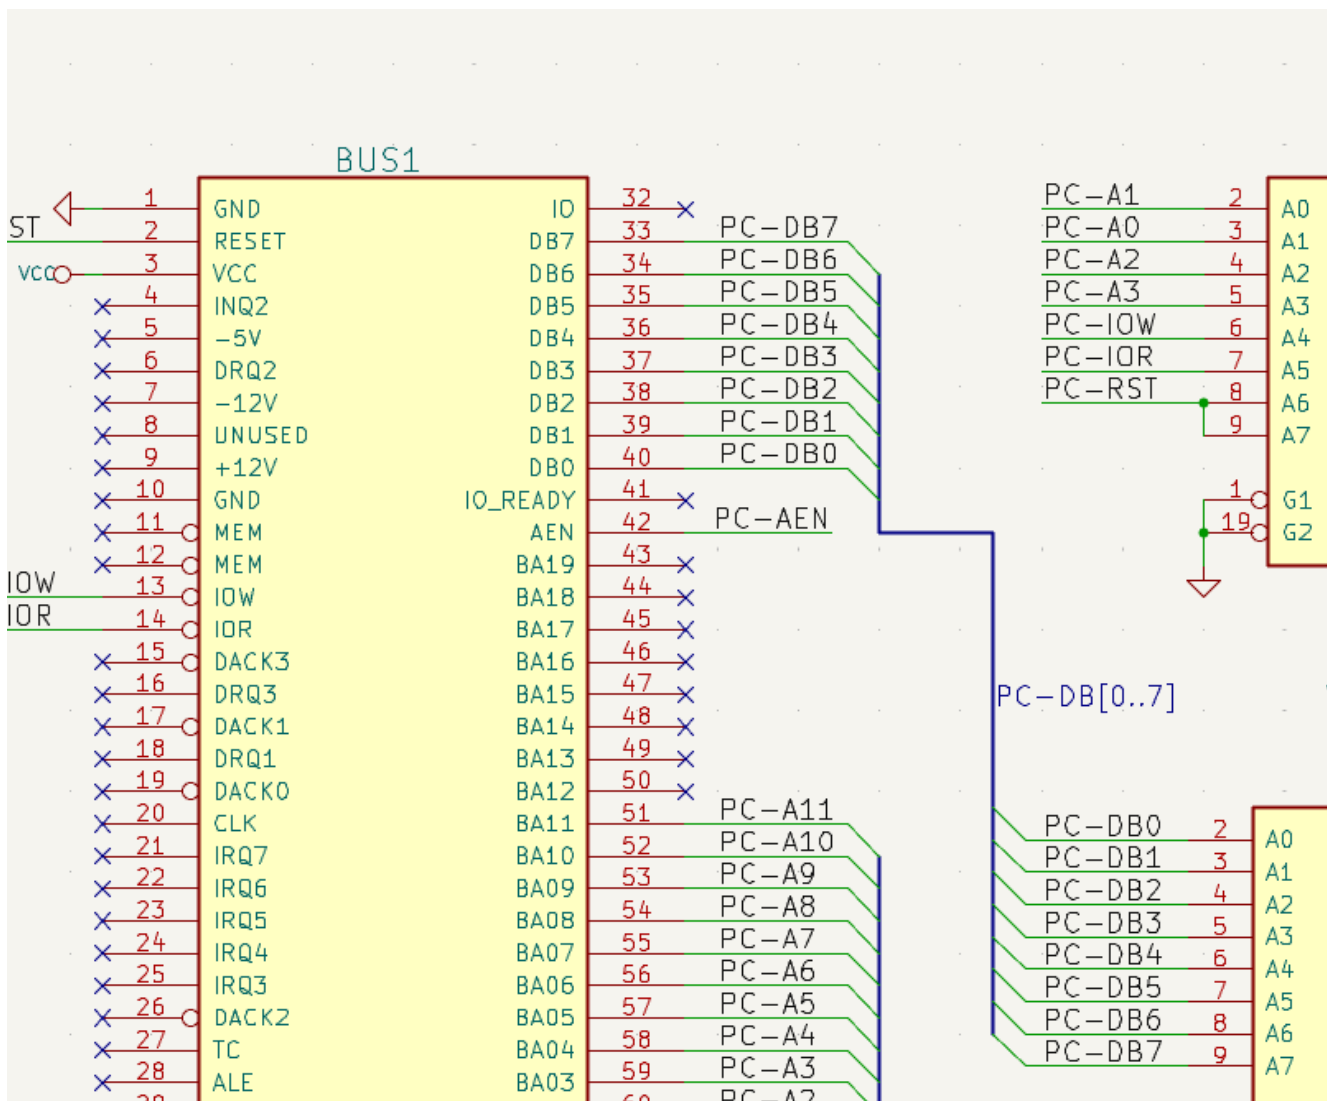 BUS1
1 GND IO 32
ST 2 RESET DB7 33 PC-DB7
VCC 3 VCC DB6 34 PC-DB6
4 INQ2 DB5 35 PC-DB5
5 -5V DB4 36 PC-DB4
6 DRQ2 DB3 37 PC-DB3
7 -12V DB2 38 PC-DB2
8 UNUSED DB1 39 PC-DB1
9 +12V DB0 40 PC-DB0
10 GND IO_READY 41
11 MEM AEN 42 PC-AEN
12 MEM BA19 43
IOW 13 IOW BA18 44
IOR 14 IOR BA17 45
15 DACK3 BA16 46
16 DRQ3 BA15 47
17 DACK1 BA14 48
18 DRQ1 BA13 49
19 DACK0 BA12 50
20 CLK BA11 51 PC-A11
21 IRQ7 BA10 52 PC-A10
22 IRQ6 BA09 53 PC-A9
23 IRQ5 BA08 54 PC-A8
24 IRQ4 BA07 55 PC-A7
25 IRQ3 BA06 56 PC-A6
26 DACK2 BA05 57 PC-A5
27 TC BA04 58 PC-A4
28 ALE BA03 59 PC-A3
PC-A1 2 A0
PC-A0 3 A1
PC-A2 4 A2
PC-A3 5 A3
PC-IOW 6 A4
PC-IOR 7 A5
PC-RST 8 A6
9 A7
1 G1
19 G2
PC-DB[0..7]
PC-DB0 2 A0
PC-DB1 3 A1
PC-DB2 4 A2
PC-DB3 5 A3
PC-DB4 6 A4
PC-DB5 7 A5
PC-DB6 8 A6
PC-DB7 9 A7